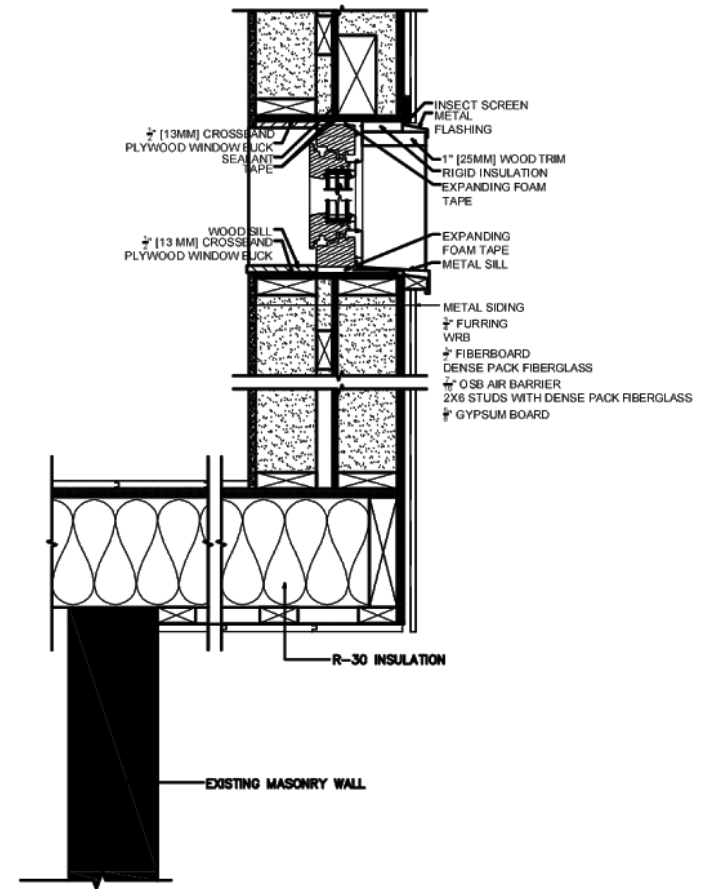 INSECT SCREEN
METAL
FLASHING
½" [13MM] CROSSBAND
PLYWOOD WINDOW BUCK
SEALANT
TAPE
1" [25MM] WOOD TRIM
RIGID INSULATION
EXPANDING FOAM
TAPE
WOOD SILL
½" [13 MM] CROSSBAND
PLYWOOD WINDOW BUCK
EXPANDING
FOAM TAPE
METAL SILL
METAL SIDING
¾" FURRING
WRB
½" FIBERBOARD
DENSE PACK FIBERGLASS
7/16" OSB AIR BARRIER
2X6 STUDS WITH DENSE PACK FIBERGLASS
⅝" GYPSUM BOARD
R-30 INSULATION
EXISTING MASONRY WALL